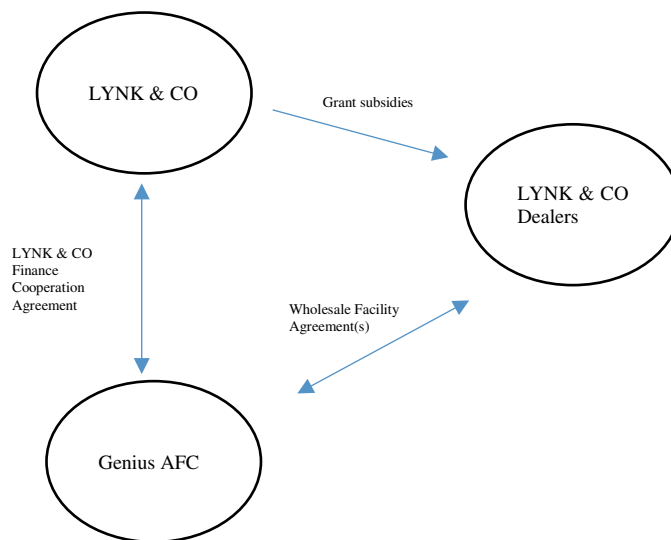 LYNK & CO
Grant subsidies
LYNK & CO
Dealers
LYNK & CO
Finance
Cooperation
Agreement
Wholesale Facility
Agreement(s)
Genius AFC